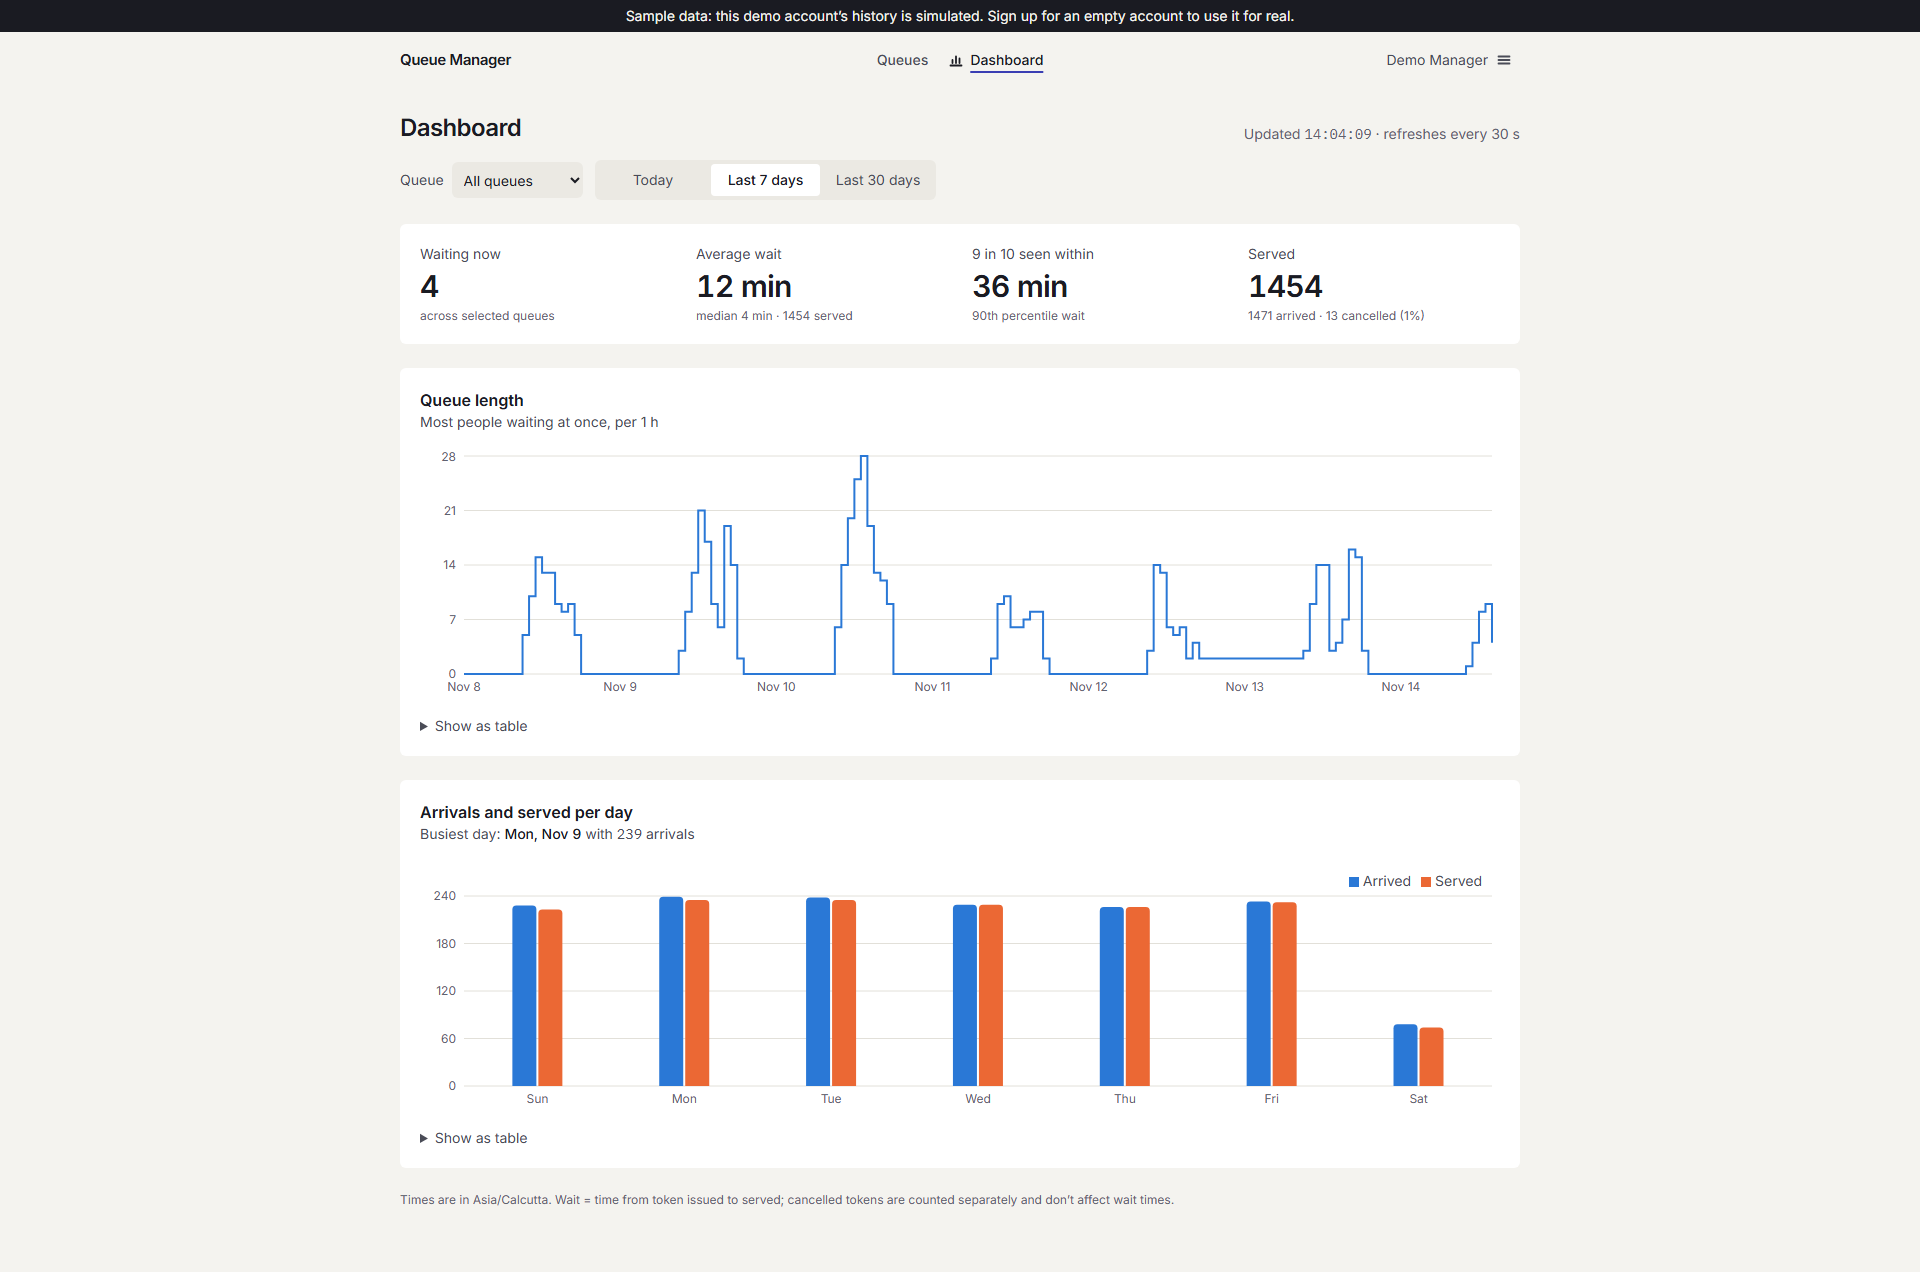 Sample data: this demo account's history is simulated. Sign up for an empty account to use it for real.
Queue Manager
Queues
Dashboard
Demo Manager
Dashboard
Updated 14:04:09 · refreshes every 30 s
Queue
All queues
Today
Last 7 days
Last 30 days
Waiting now
4
across selected queues
Average wait
12 min
median 4 min · 1454 served
9 in 10 seen within
36 min
90th percentile wait
Served
1454
1471 arrived · 13 cancelled (1%)
Queue length
Most people waiting at once, per 1 h
28
21
14
7
0
Nov 8
Nov 9
Nov 10
Nov 11
Nov 12
Nov 13
Nov 14
Show as table
Arrivals and served per day
Busiest day: Mon, Nov 9 with 239 arrivals
Arrived
Served
240
180
120
60
0
Sun
Mon
Tue
Wed
Thu
Fri
Sat
Show as table
Times are in Asia/Calcutta. Wait = time from token issued to served; cancelled tokens are counted separately and don't affect wait times.